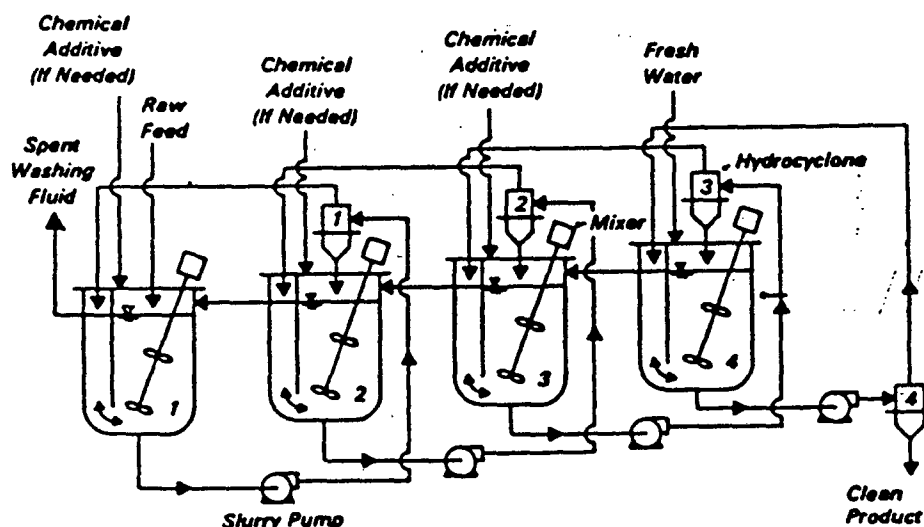 Chemical
Additive
(If Needed)
Raw
Feed
Spent
Washing
Fluid
Chemical
Additive
(If Needed)
Chemical
Additive
(If Needed)
Fresh
Water
Hydrocyclone
Mixer
1
2
3
1
2
3
4
4
Slurry Pump
Clean
Product